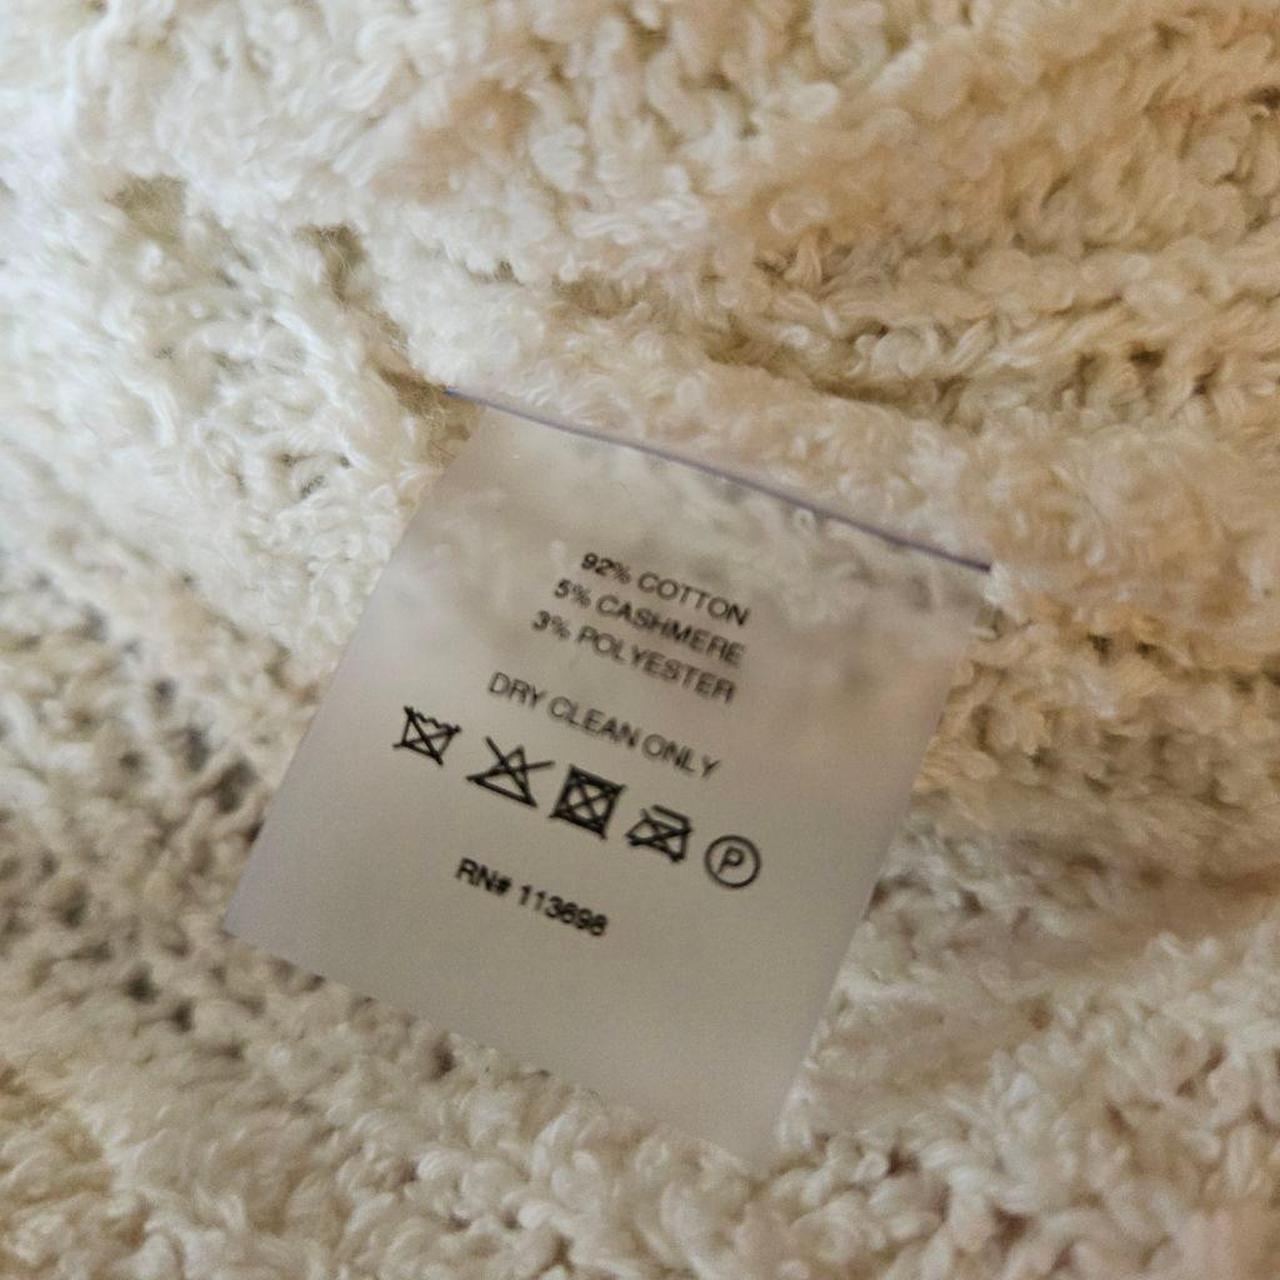 92% COTTON
5% CASHMERE
3% POLYESTER
DRY CLEAN ONLY
P
RN# 113698